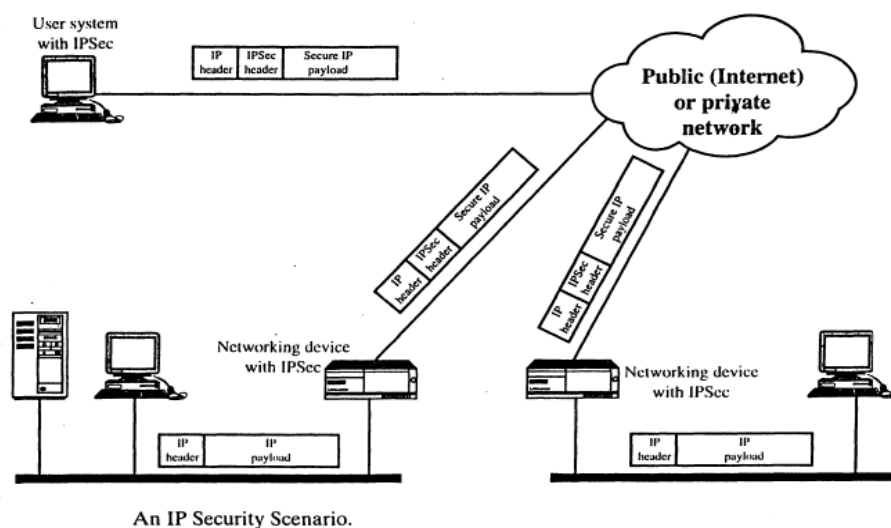 User system
with IPSec
IP
header
IPSec
header
Secure IP
payload
Public (Internet)
or private
network
IP
header
IPSec
header
Secure IP
payload
IP
header
IPSec
header
Secure IP
payload
Networking device
with IPSec
Networking device
with IPSec
IP
header
IP
payload
IP
header
IP
payload
An IP Security Scenario.